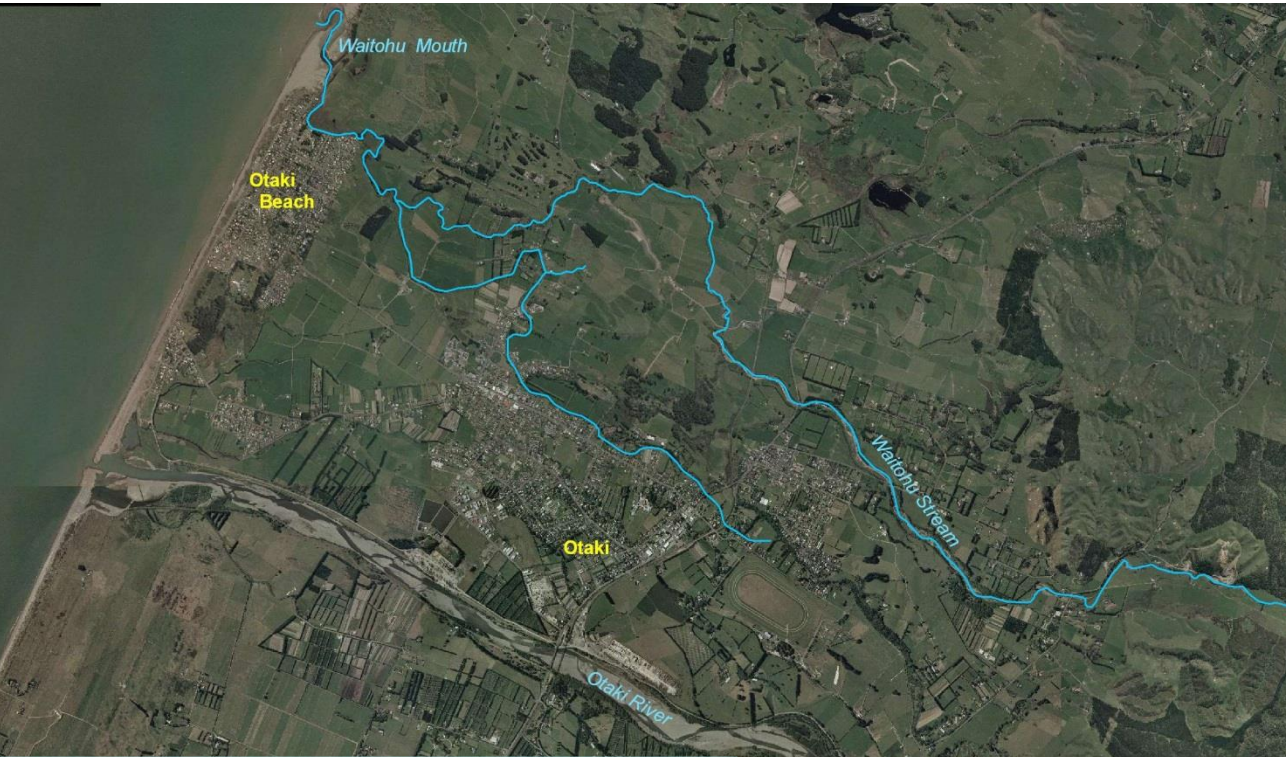 Waitohu Mouth
Otaki
Beach
Waitohu Stream
Otaki
Otaki River